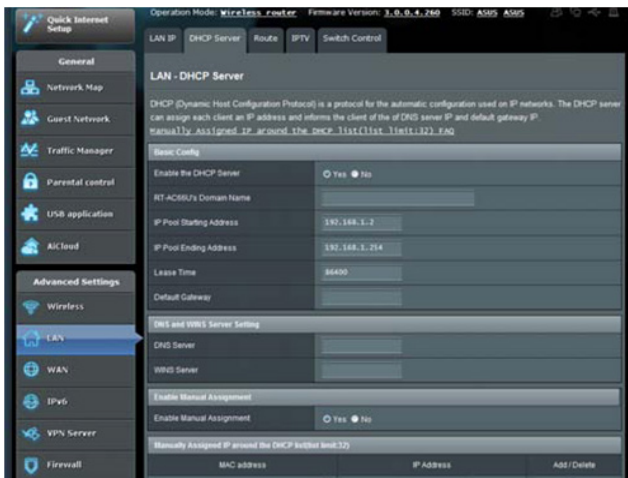 Quick Internet Setup
Operation Mode: Wireless router Firmware Version: 3.0.0.4.260 SSID: ASUS ASUS
LAN IP DHCP Server Route IPTV Switch Control
General
Network Map
Guest Network
Traffic Manager
Parental control
USB application
AiCloud
Advanced Settings
Wireless
LAN
WAN
IPv6
VPN Server
Firewall
LAN - DHCP Server
DHCP (Dynamic Host Configuration Protocol) is a protocol for the automatic configuration used on IP networks. The DHCP server
can assign each client an IP address and informs the client of the of DNS server IP and default gateway IP.
Manually Assigned IP around the DHCP list(list limit:32) FAQ
Basic Config
Enable the DHCP Server Yes No
RT-AC66U's Domain Name
IP Pool Starting Address 192.168.1.2
IP Pool Ending Address 192.168.1.254
Lease Time 86400
Default Gateway
DNS and WINS Server Setting
DNS Server
WINS Server
Enable Manual Assignment
Enable Manual Assignment Yes No
Manually Assigned IP around the DHCP list(list limit:32)
MAC address IP Address Add / Delete